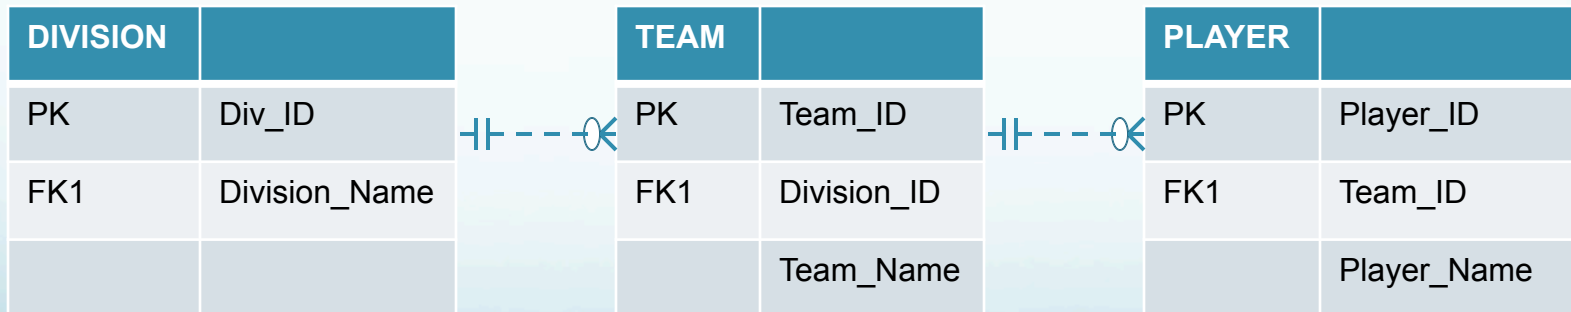 DIVISION
PK Div_ID
FK1 Division_Name
TEAM
PK Team_ID
FK1 Division_ID
Team_Name
PLAYER
PK Player_ID
FK1 Team_ID
Player_Name